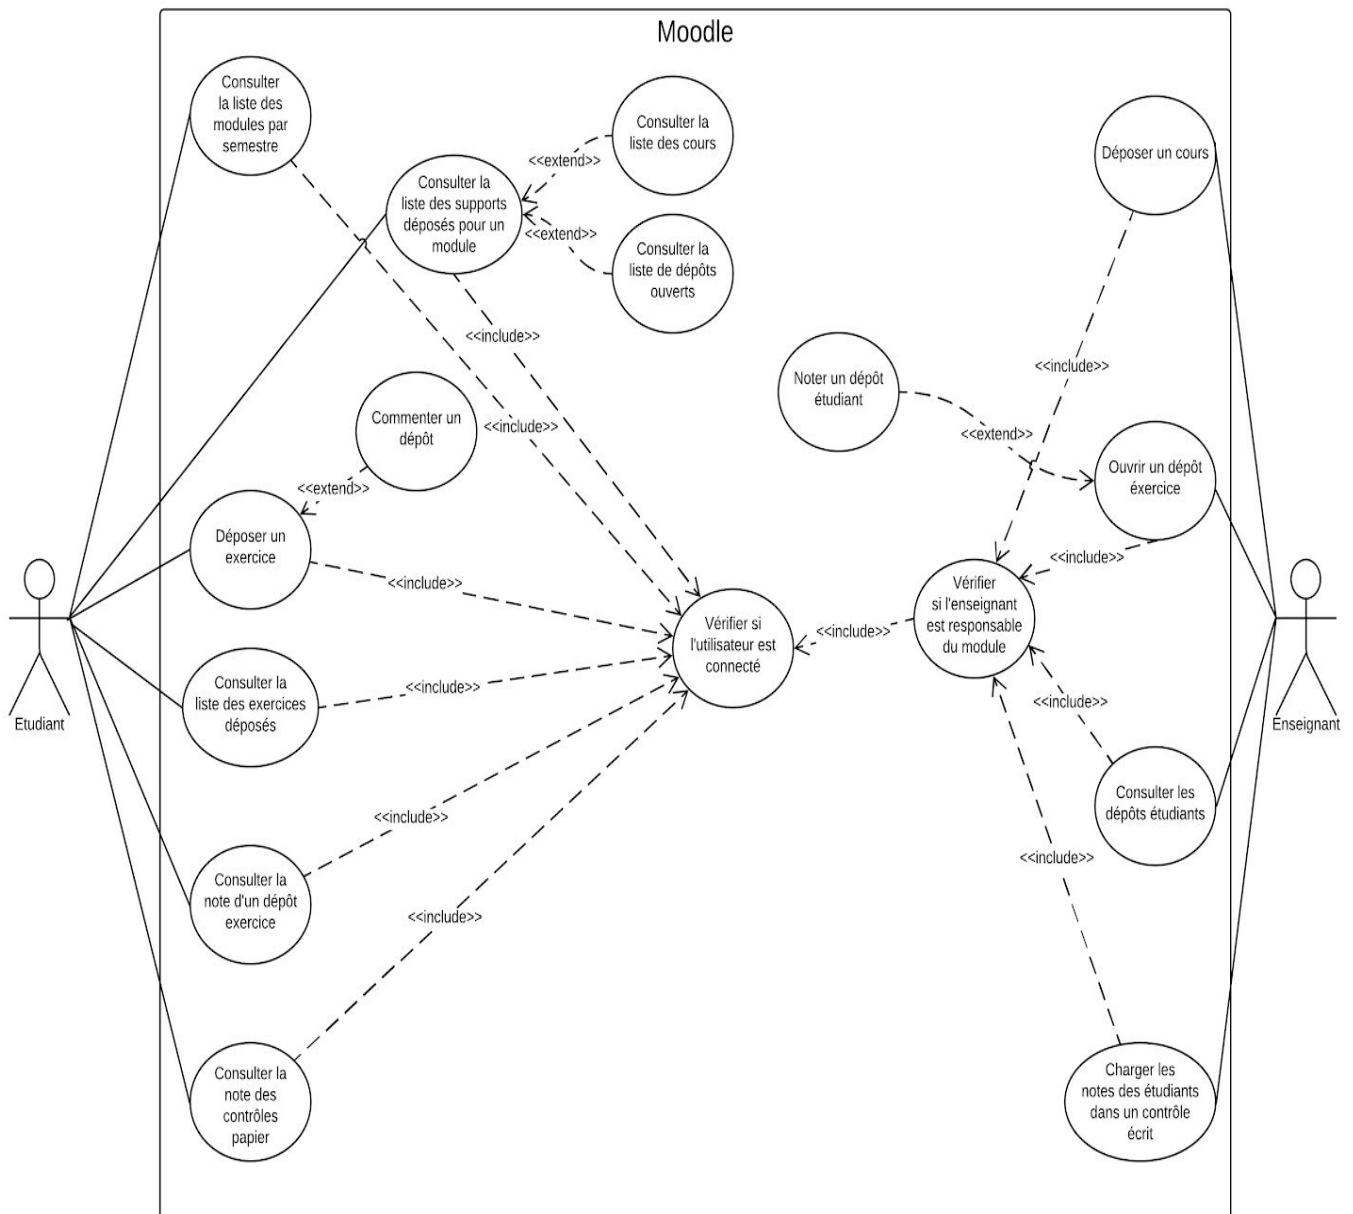 Moodle
Consulter
la liste des
modules par
semestre
Consulter la
liste des supports
déposés pour un
module
<<extend>>
Consulter la
liste des cours
<<extend>>
Consulter la
liste de dépôts
ouverts
Déposer un cours
<<include>>
<<include>>
<<include>>
Noter un dépôt
étudiant
<<extend>>
Commenter un
dépôt
<<extend>>
Ouvrir un dépôt
éxercice
<<include>>
Déposer un
exercice
<<include>>
Vérifier si
l'utilisateur est
connecté
<<include>>
Vérifier
si l'enseignant
est responsable
du module
Etudiant
Enseignant
Consulter la
liste des exercices
déposés
<<include>>
<<include>>
Consulter les
dépôts étudiants
<<include>>
<<include>>
Consulter la
note d'un dépôt
exercice
<<include>>
Consulter la
note des
contrôles
papier
Charger les
notes des étudiants
dans un contrôle
écrit